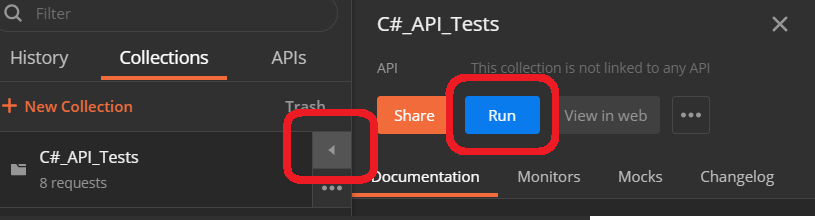 Filter
History Collections APIs
+ New Collection Trash
C#_API_Tests
8 requests
C#_API_Tests
API This collection is not linked to any API
Share Run View in web
Documentation Monitors Mocks Changelog